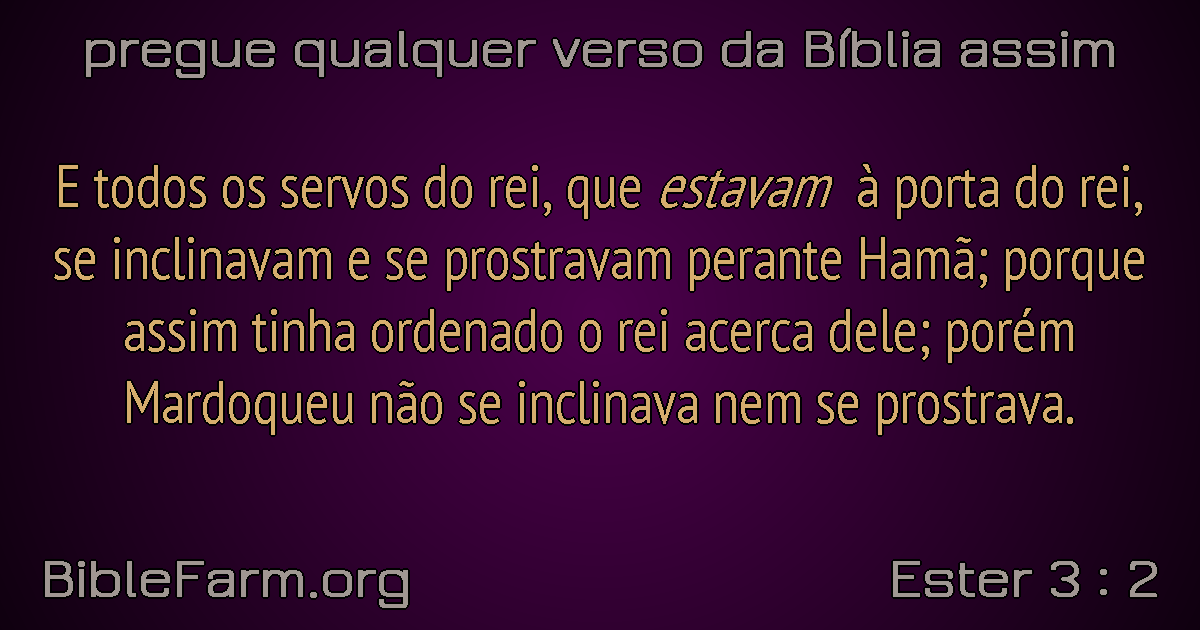 pregue qualquer verso da Bíblia assim
E todos os servos do rei, que estavam à porta do rei,
se inclinavam e se prostravam perante Hamã; porque
assim tinha ordenado o rei acerca dele; porém
Mardoqueu não se inclinava nem se prostrava.
BibleFarm.org
Ester 3 : 2